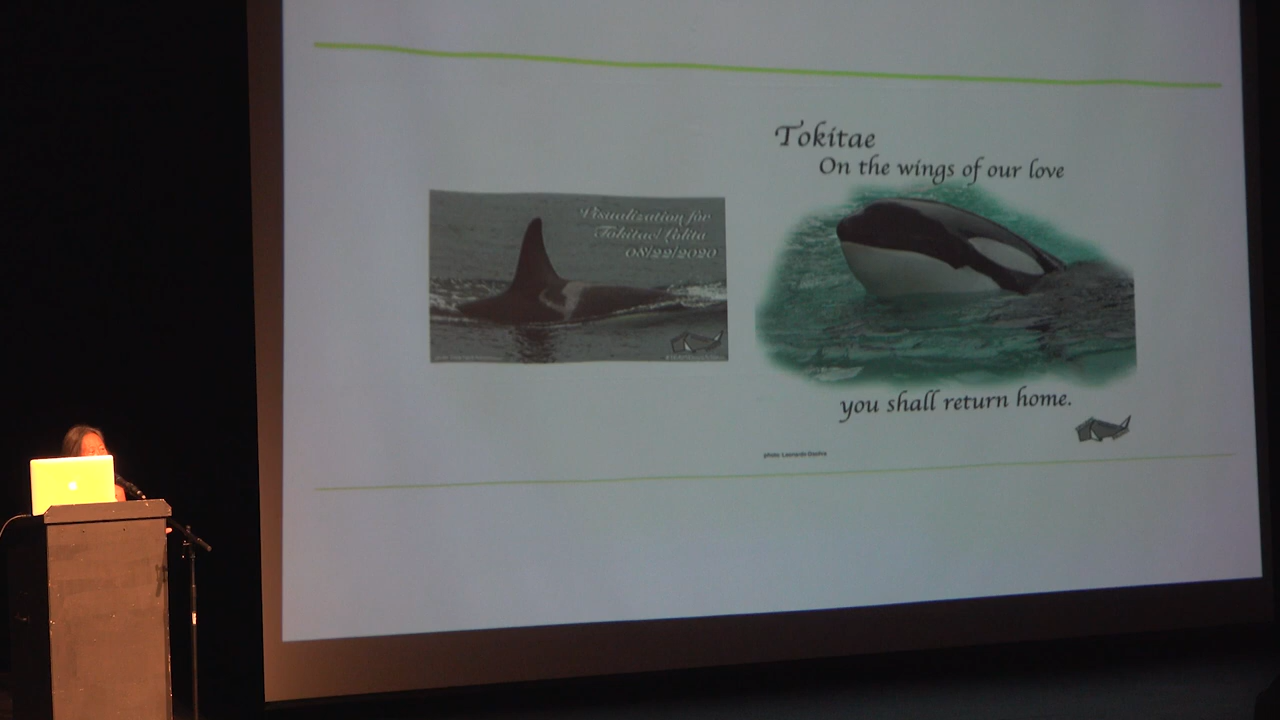 Visualization for
Tokitae/Lolita
08/22/2020
Tokitae
On the wings of our love
you shall return home.